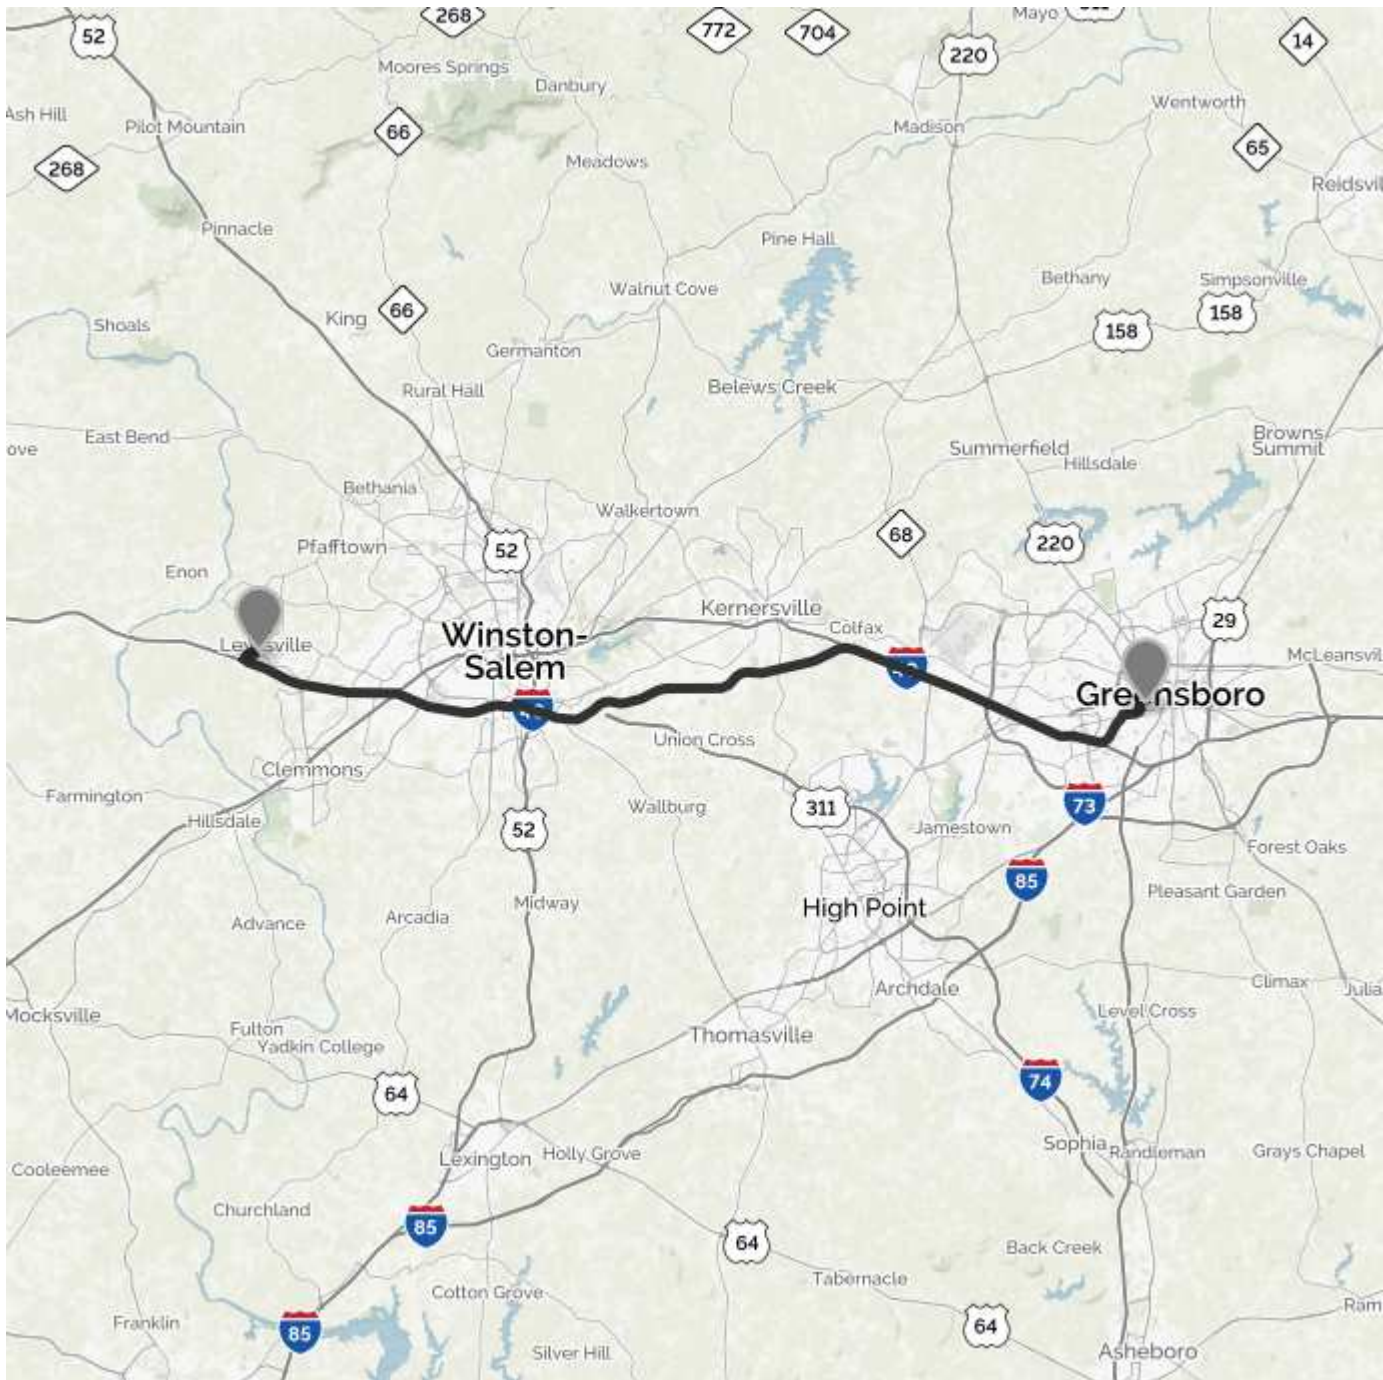 268
772
704
52
220
Mayo
14
Moores Springs
Danbury
Wentworth
Ash Hill
Pilot Mountain
66
Madison
65
268
Meadows
Reidsvil
Pinnacle
Pine Hall
Bethany
Simpsonville
Walnut Cove
66
King
158
158
Shoals
Germanton
Rural Hall
Belews Creek
East Bend
Browns
Summit
ove
Summerfield
Hillsdale
Bethania
Walkertown
68
220
Pfafftown
52
Enon
Kernersville
29
Colfax
Winston-
Salem
Lewisville
McLeansvil
Greensboro
Union Cross
Clemmons
Farmington
Wallburg
311
73
Hillsdale
52
Jamestown
Forest Oaks
85
Pleasant Garden
Midway
High Point
Advance
Arcadia
Climax
Julia
Archdale
Level Cross
Mocksville
Fulton
Yadkin College
Thomasville
64
74
Sophia
Randleman
Grays Chapel
Lexington
Holly Grove
Cooleemee
Churchland
85
64
Back Creek
Tabernacle
Cotton Grove
Ram
Franklin
85
64
Silver Hill
Asheboro